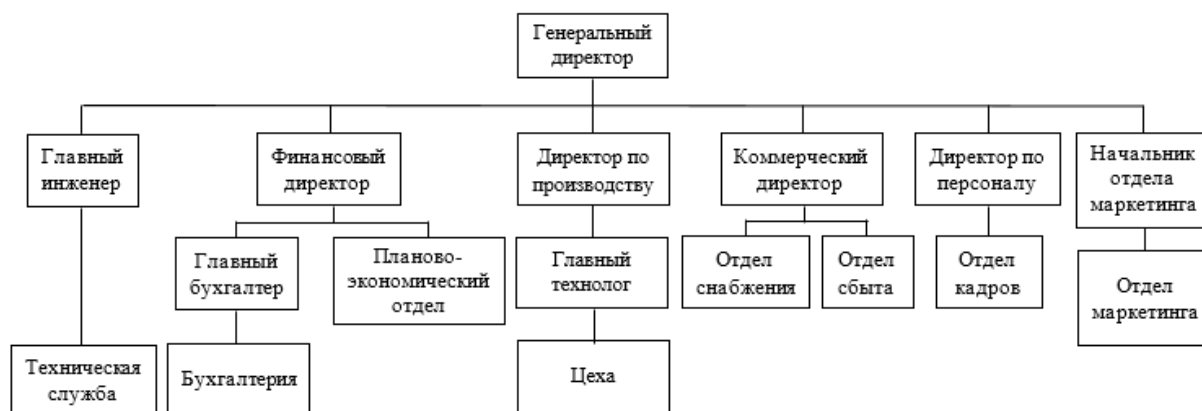 Генеральный
директор
Главный
инженер
Финансовый
директор
Директор по
производству
Коммерческий
директор
Директор по
персоналу
Начальник
отдела
маркетинга
Главный
бухгалтер
Планово-
экономический
отдел
Главный
технолог
Отдел
снабжения
Отдел
сбыта
Отдел
кадров
Отдел
маркетинга
Техническая
служба
Бухгалтерия
Цеха